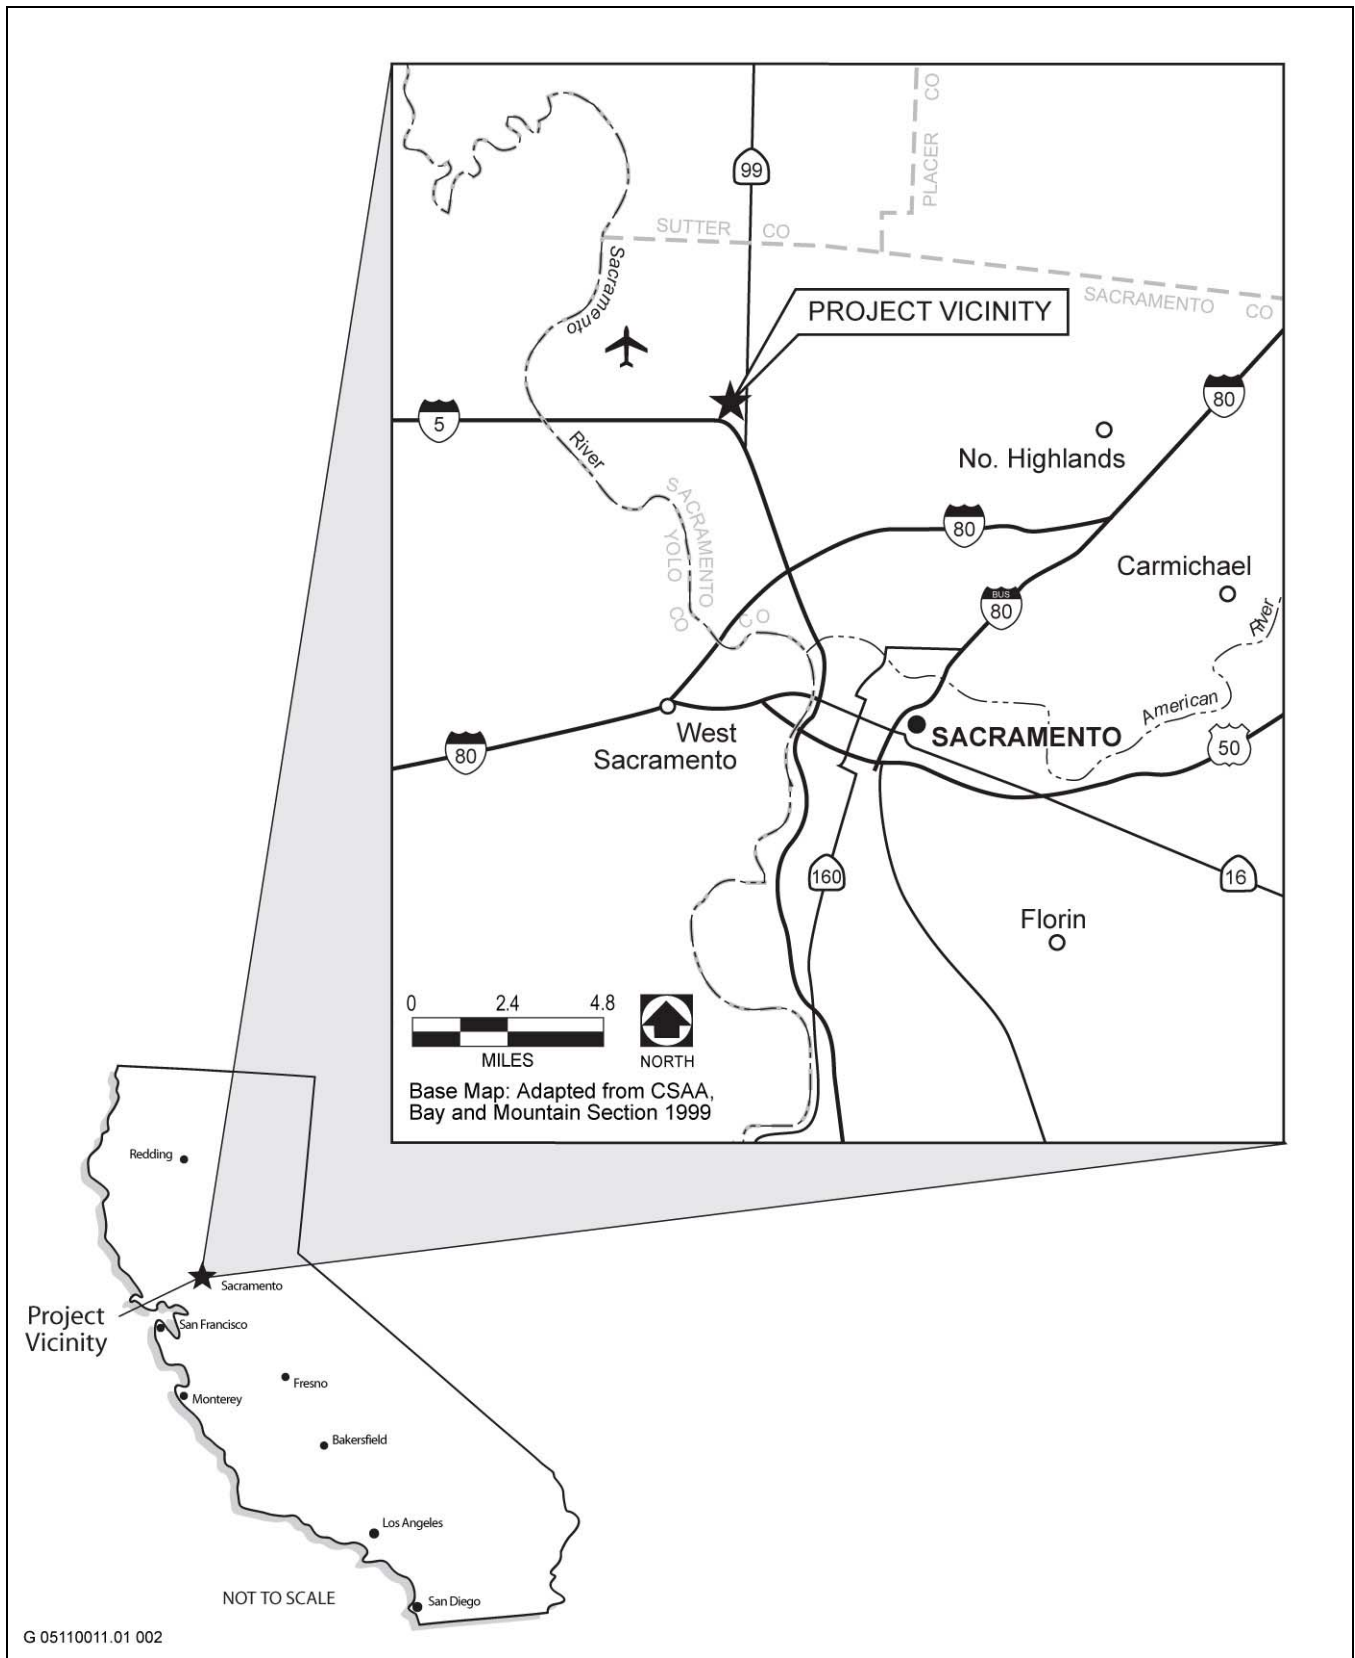 PLACER CO
99
SUTTER CO
SACRAMENTO CO
Sacramento
River
PROJECT VICINITY
5
80
No. Highlands
SACRAMENTO CO
YOLO CO
80
Carmichael
BUS
80
River
American
West
Sacramento
SACRAMENTO
80
50
160
16
Florin
0 2.4 4.8
MILES
NORTH
Base Map: Adapted from CSAA,
Bay and Mountain Section 1999
Redding
Sacramento
Project
Vicinity
San Francisco
Fresno
Monterey
Bakersfield
Los Angeles
NOT TO SCALE
San Diego
G 05110011.01 002